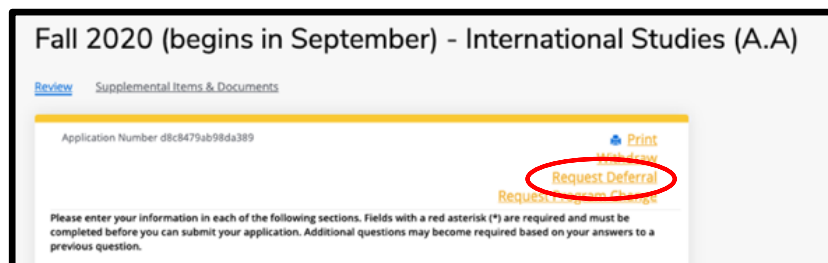 Fall 2020 (begins in September) - International Studies (A.A)
Review Supplemental Items & Documents
Application Number d8c8479ab98da389
Print
Withdraw
Request Deferral
Request Program Change
Please enter your information in each of the following sections. Fields with a red asterisk (*) are required and must be
completed before you can submit your application. Additional questions may become required based on your answers to a
previous question.